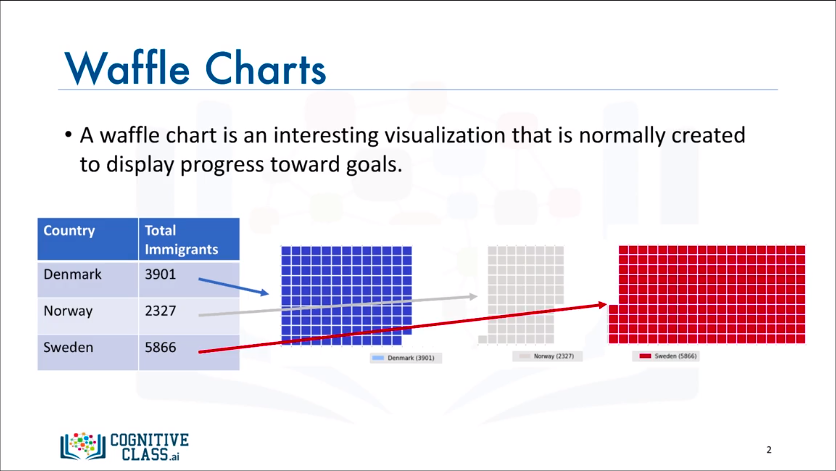 Waffle Charts
• A waffle chart is an interesting visualization that is normally created
to display progress toward goals.
Country Total
Immigrants
Denmark 3901
Norway 2327
Sweden 5866
Denmark (3901)
Norway (2327)
Sweden (5866)
COGNITIVE
CLASS.ai
2